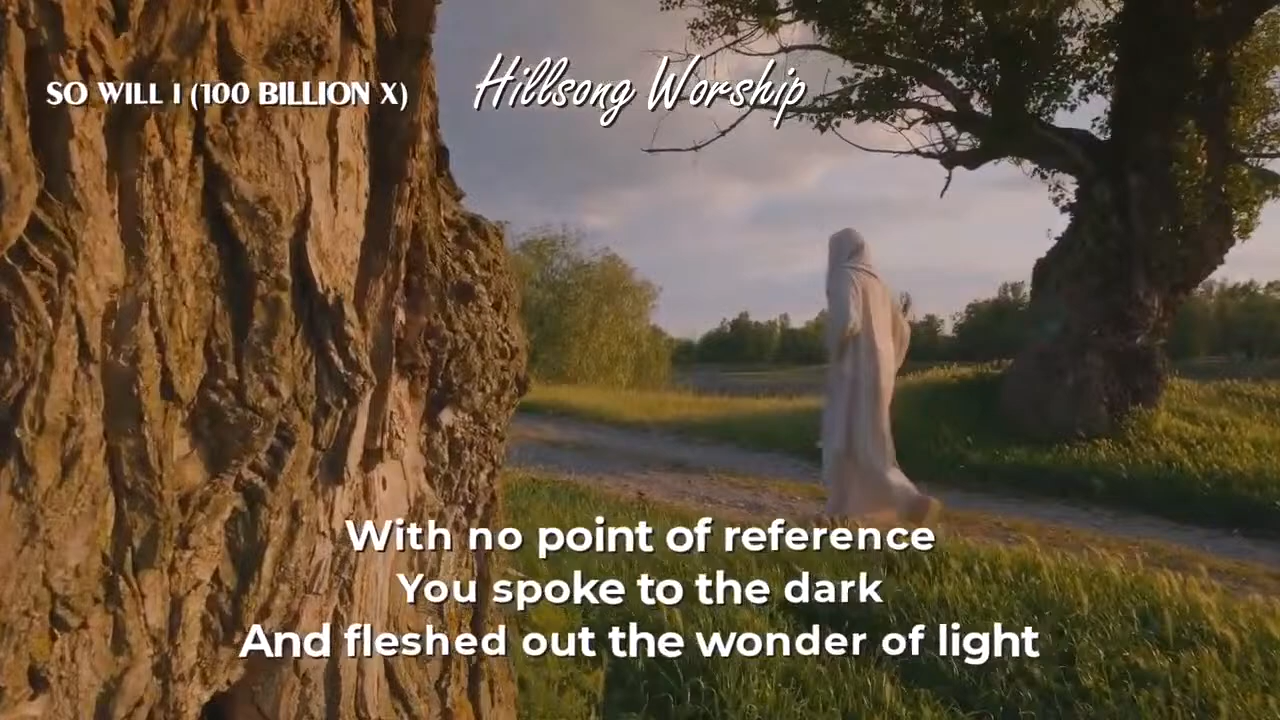 SO WILL I (100 BILLION X)
Hillsong Worship
With no point of reference
You spoke to the dark
And fleshed out the wonder of light